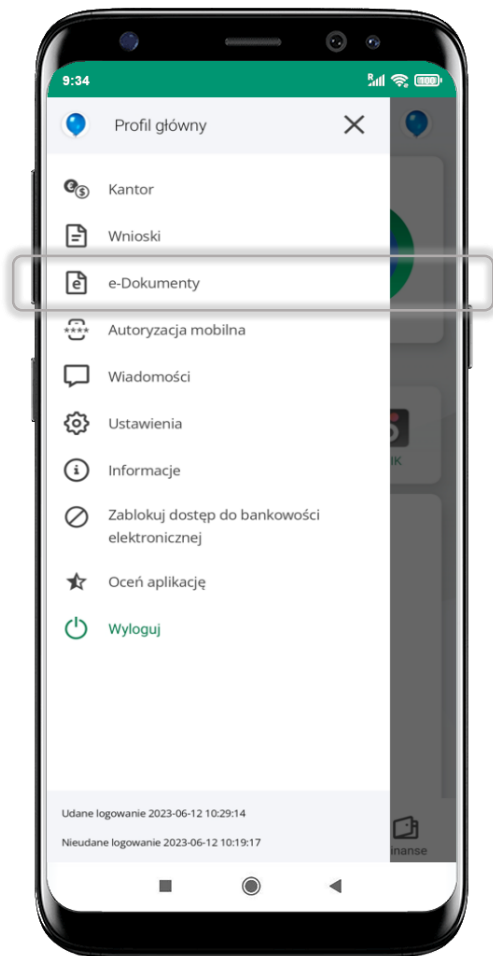 9:34
Profil główny
Kantor
Wnioski
e-Dokumenty
Autoryzacja mobilna
Wiadomości
Ustawienia
Informacje
Zablokuj dostęp do bankowości
elektronicznej
Oceń aplikację
Wyloguj
Udane logowanie 2023-06-12 10:29:14
Nieudane logowanie 2023-06-12 10:19:17